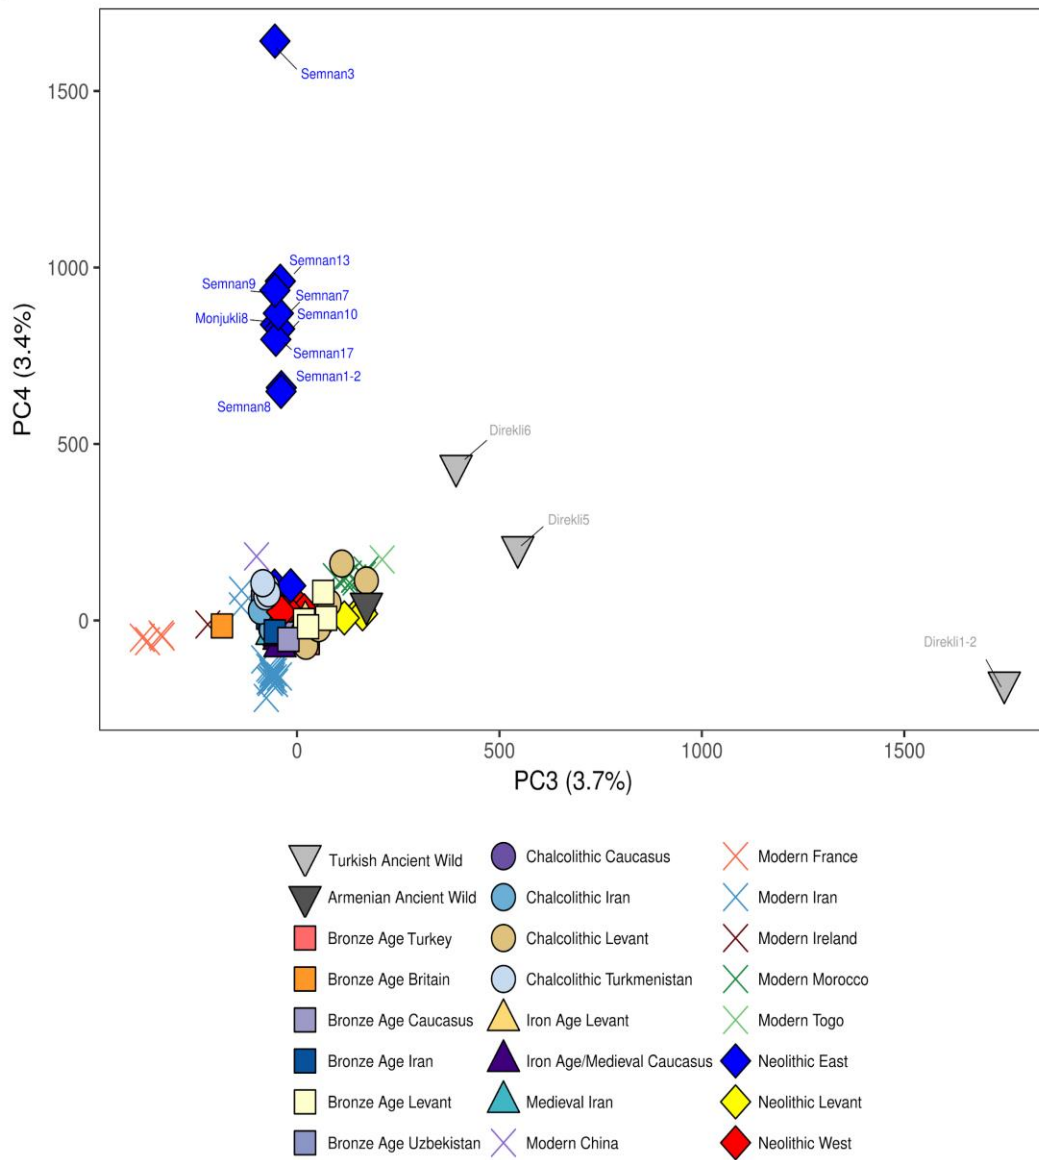 Semnan3
1500
Semnan13
1000
Semnan9
Semnan7
Monjukli8
Semnan10
Semnan17
Semnan1-2
Semnan8
PC4 (3.4%)
500
Direkli6
Direkli5
0
Direkli1-2
0
500
1000
1500
PC3 (3.7%)
Turkish Ancient Wild
Armenian Ancient Wild
Bronze Age Turkey
Bronze Age Britain
Bronze Age Caucasus
Bronze Age Iran
Bronze Age Levant
Bronze Age Uzbekistan
Chalcolithic Caucasus
Chalcolithic Iran
Chalcolithic Levant
Chalcolithic Turkmenistan
Iron Age Levant
Iron Age/Medieval Caucasus
Medieval Iran
Modern China
Modern France
Modern Iran
Modern Ireland
Modern Morocco
Modern Togo
Neolithic East
Neolithic Levant
Neolithic West